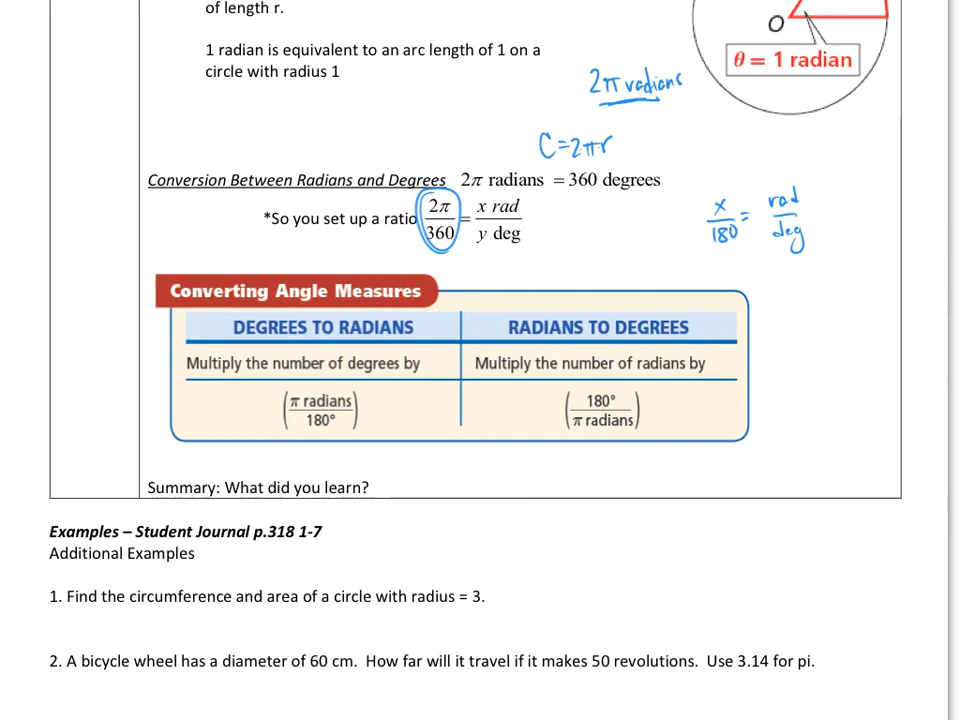 of length r.
1 radian is equivalent to an arc length of 1 on a
circle with radius 1
O
θ = 1 radian
2π radians
C=2πr
Conversion Between Radians and Degrees 2π radians = 360 degrees
*So you set up a ratio 2π/360 = x rad/y deg
x/180 = rad/deg
Converting Angle Measures
DEGREES TO RADIANS RADIANS TO DEGREES
Multiply the number of degrees by Multiply the number of radians by
(π radians/180°) (180°/π radians)
Summary: What did you learn?
Examples – Student Journal p.318 1-7
Additional Examples
1. Find the circumference and area of a circle with radius = 3.
2. A bicycle wheel has a diameter of 60 cm. How far will it travel if it makes 50 revolutions. Use 3.14 for pi.